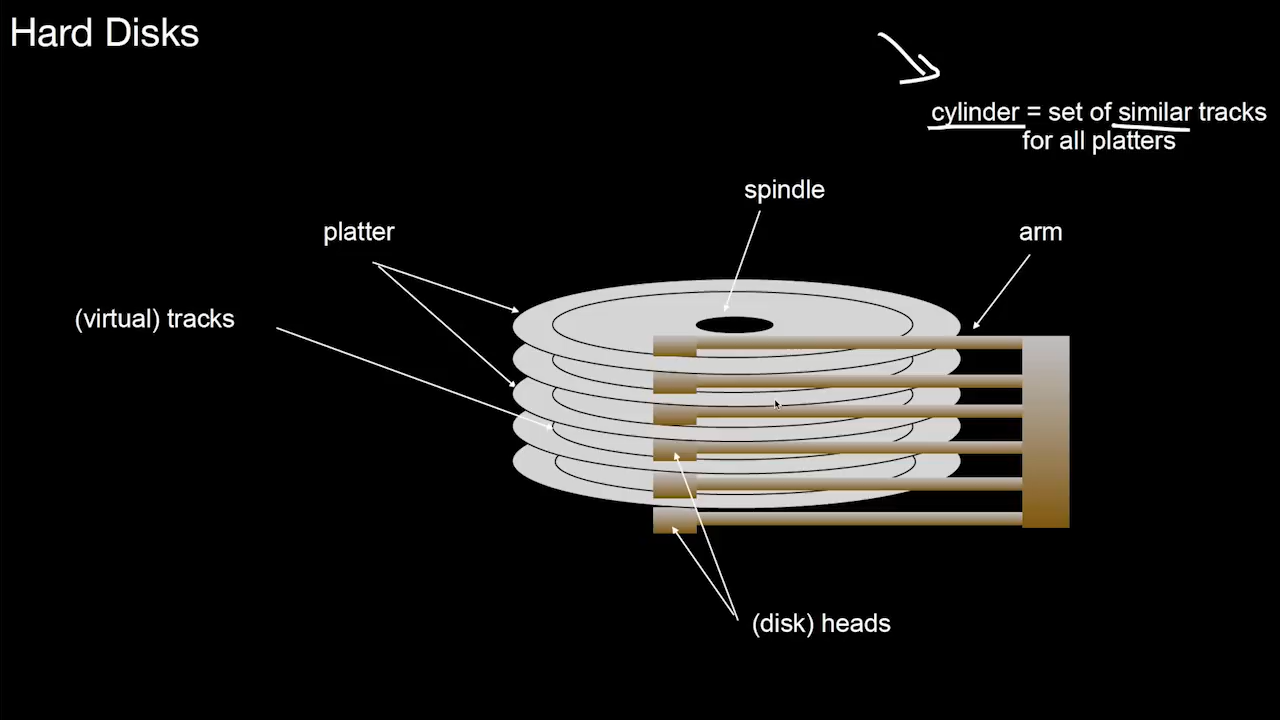 Hard Disks
cylinder = set of similar tracks
for all platters
spindle
platter
arm
(virtual) tracks
(disk) heads